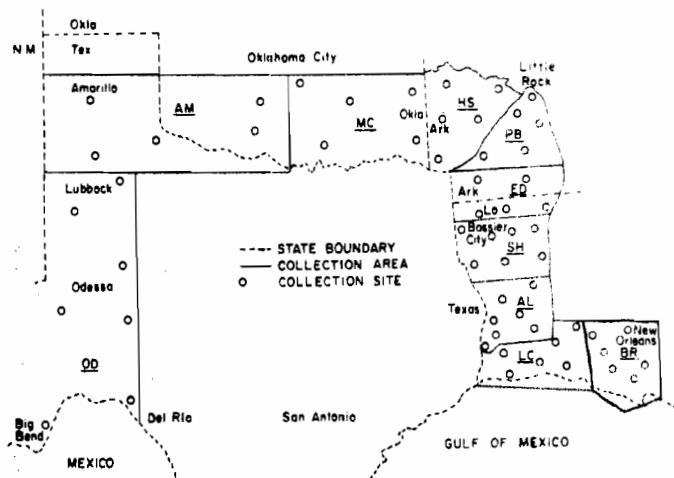 Okla
N M
Tex
Oklahoma City
Little
Rock
Amarillo
AM
MC
Okla
Ark
HS
PB
Lubbock
Ark
ED
La
Bossier
City
SH
STATE BOUNDARY
COLLECTION AREA
COLLECTION SITE
Odessa
Texas
AL
New
Orleans
LC
BR
OD
Big
Bend
Del Rio
San Antonio
GULF OF MEXICO
MEXICO